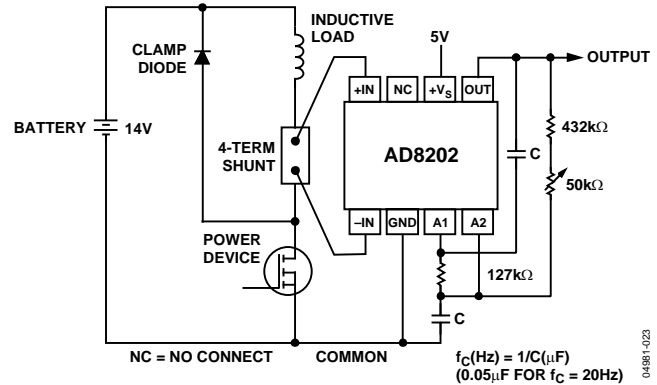 INDUCTIVE
LOAD
CLAMP
DIODE
5V
OUTPUT
+IN
NC
+VS
OUT
BATTERY
14V
4-TERM
SHUNT
AD8202
C
432kΩ
50kΩ
–IN
GND
A1
A2
POWER
DEVICE
127kΩ
C
NC = NO CONNECT
COMMON
fC(Hz) = 1/C(μF)
(0.05μF FOR fC = 20Hz)
04981-023